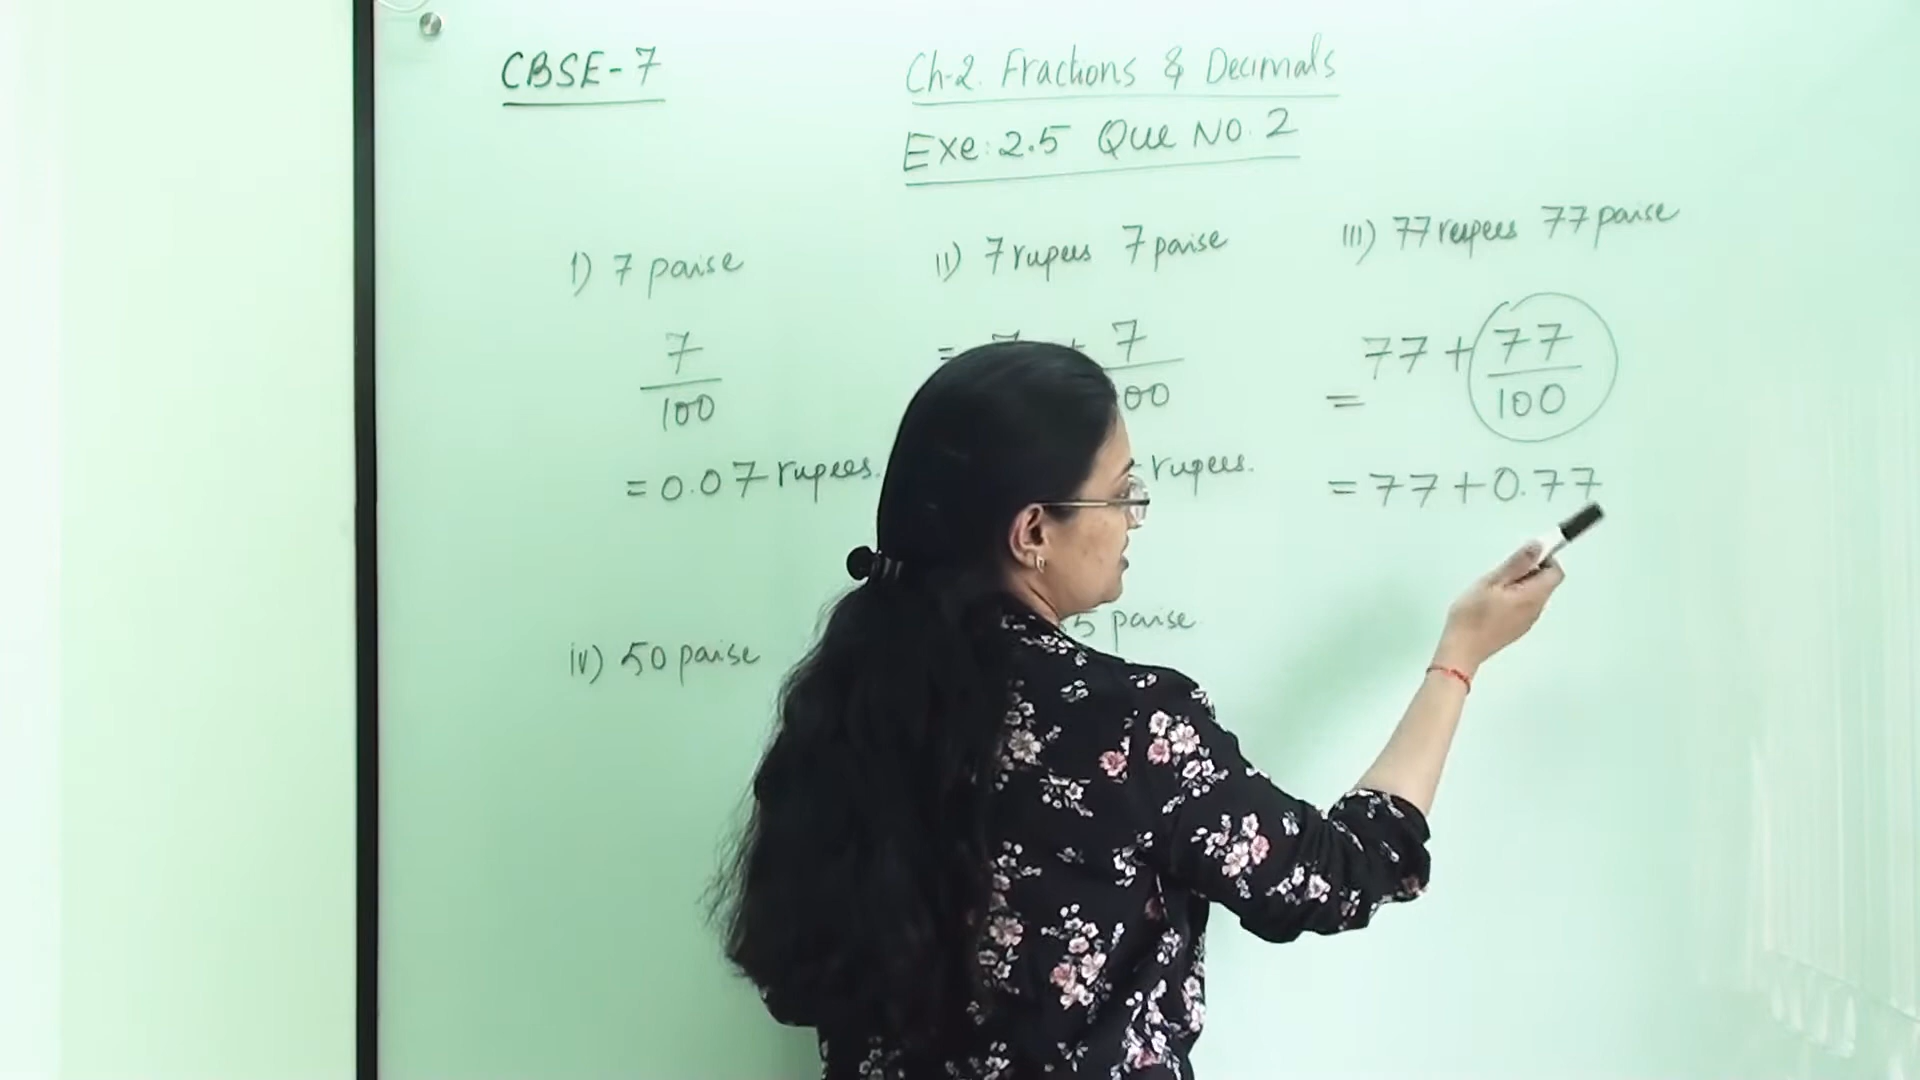 CBSE-7
Ch-2. Fractions & Decimals
Exe: 2.5 Que No. 2
i) 7 paise
7
100
= 0.07 rupees.
ii) 7 rupees 7 paise
= + 7
100
rupees.
iii) 77 rupees 77 paise
= 77 + 77
100
= 77 + 0.77
iv) 50 paise
5 paise